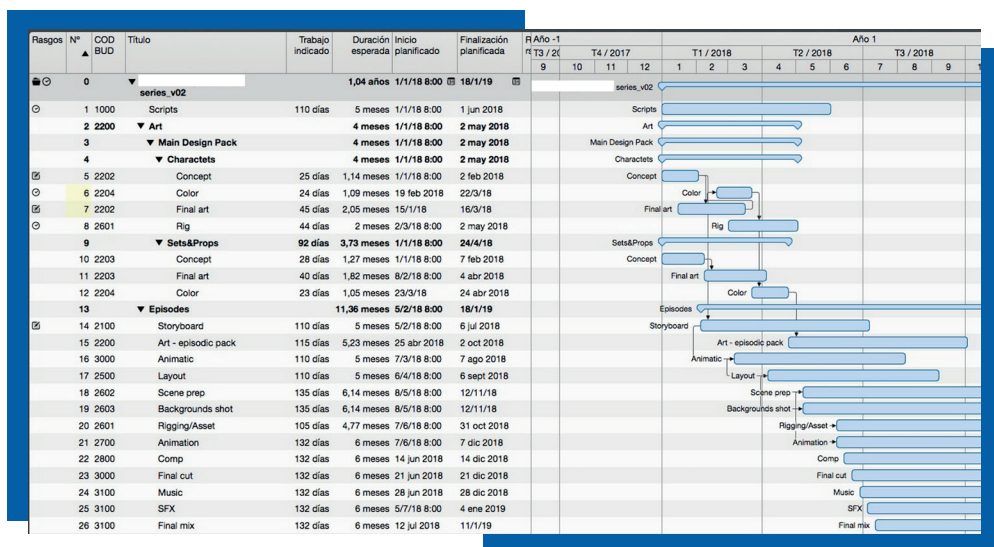 Rasgos Nº COD BUD Título Trabajo indicado Duración esperada Inicio planificado Finalización planificada
Año -1 Año 1
T3 / 20 T4 / 2017 T1 / 2018 T2 / 2018 T3 / 2018
9 10 11 12 1 2 3 4 5 6 7 8 9
0 series_v02 1,04 años 1/1/18 8:00 18/1/19 series_v02
1 1000 Scripts 110 días 5 meses 1/1/18 8:00 1 jun 2018 Scripts
2 2200 Art 4 meses 1/1/18 8:00 2 may 2018 Art
3 Main Design Pack 4 meses 1/1/18 8:00 2 may 2018 Main Design Pack
4 Charactets 4 meses 1/1/18 8:00 2 may 2018 Charactets
5 2202 Concept 25 días 1,14 meses 1/1/18 8:00 2 feb 2018 Concept
6 2204 Color 24 días 1,09 meses 19 feb 2018 22/3/18 Color
7 2202 Final art 45 días 2,05 meses 15/1/18 16/3/18 Final art
8 2601 Rig 44 días 2 meses 2/3/18 8:00 2 may 2018 Rig
9 Sets&Props 92 días 3,73 meses 1/1/18 8:00 24/4/18 Sets&Props
10 2203 Concept 28 días 1,27 meses 1/1/18 8:00 7 feb 2018 Concept
11 2203 Final art 40 días 1,82 meses 8/2/18 8:00 4 abr 2018 Final art
12 2204 Color 23 días 1,05 meses 23/3/18 24 abr 2018 Color
13 Episodes 11,36 meses 5/2/18 8:00 18/1/19 Episodes
14 2100 Storyboard 110 días 5 meses 5/2/18 8:00 6 jul 2018 Storyboard
15 2200 Art - episodic pack 115 días 5,23 meses 25 abr 2018 2 oct 2018 Art - episodic pack
16 3000 Animatic 110 días 5 meses 7/3/18 8:00 7 ago 2018 Animatic
17 2500 Layout 110 días 5 meses 6/4/18 8:00 6 sept 2018 Layout
18 2602 Scene prep 135 días 6,14 meses 8/5/18 8:00 12/11/18 Scene prep
19 2603 Backgrounds shot 135 días 6,14 meses 8/5/18 8:00 12/11/18 Backgrounds shot
20 2601 Rigging/Asset 105 días 4,77 meses 7/6/18 8:00 31 oct 2018 Rigging/Asset
21 2700 Animation 132 días 6 meses 7/6/18 8:00 7 dic 2018 Animation
22 2800 Comp 132 días 6 meses 14 jun 2018 14 dic 2018 Comp
23 3000 Final cut 132 días 6 meses 21 jun 2018 21 dic 2018 Final cut
24 3100 Music 132 días 6 meses 28 jun 2018 28 dic 2018 Music
25 3100 SFX 132 días 6 meses 5/7/18 8:00 4 ene 2019 SFX
26 3100 Final mix 132 días 6 meses 12 jul 2018 11/1/19 Final mix